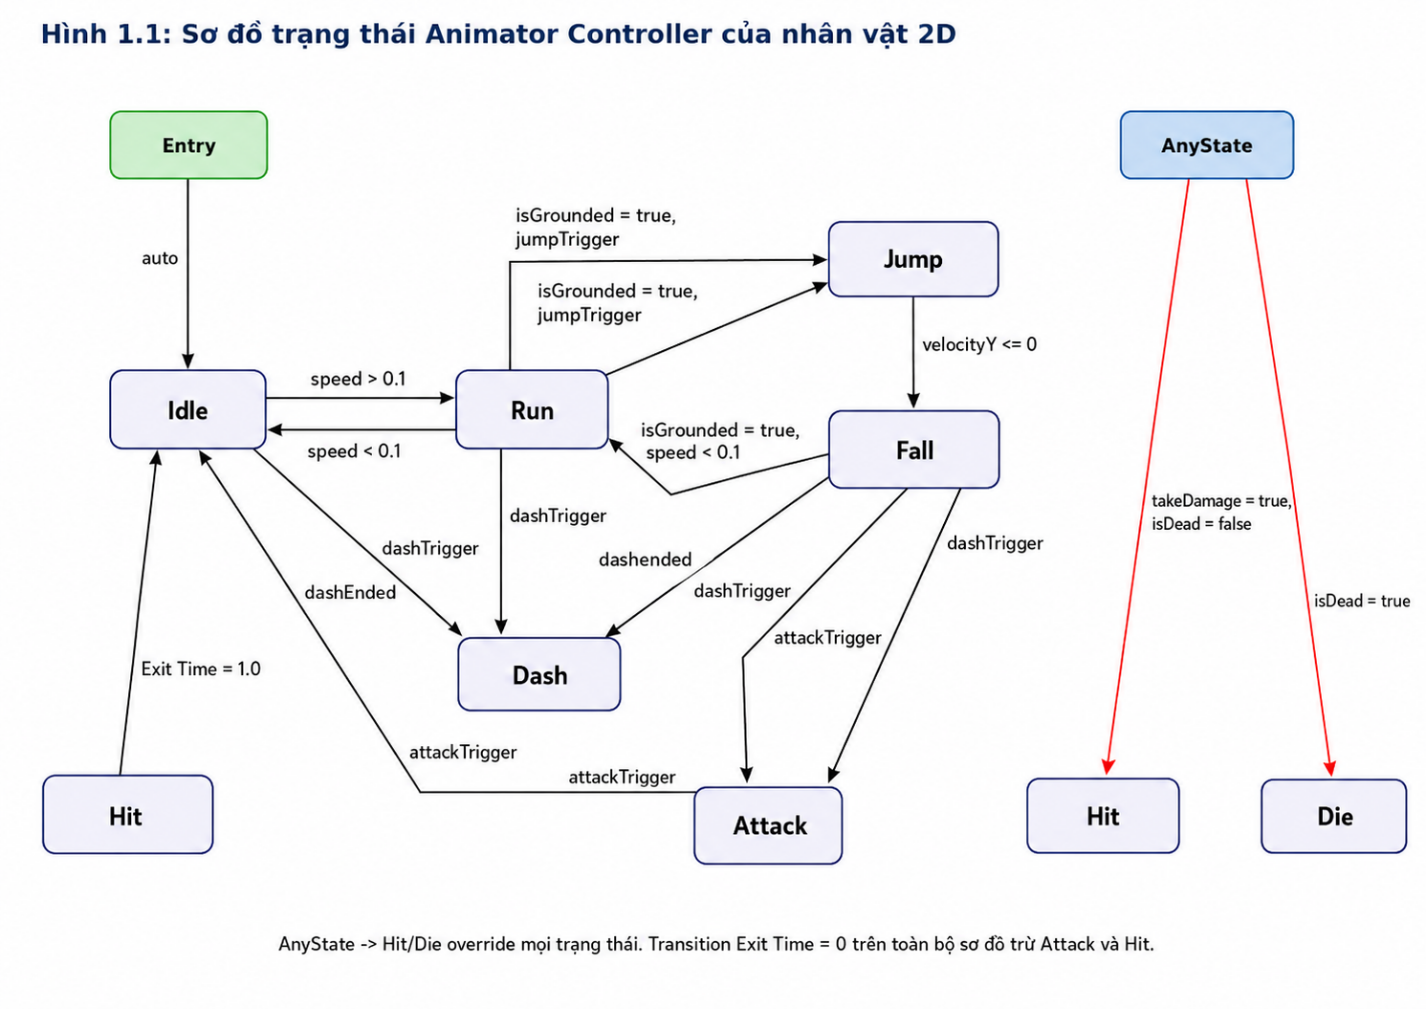 Hình 1.1: Sơ đồ trạng thái Animator Controller của nhân vật 2D
Entry
AnyState
isGrounded = true,
jumpTrigger
auto
Jump
isGrounded = true,
jumpTrigger
velocityY <= 0
speed > 0.1
Idle
Run
isGrounded = true,
speed < 0.1
speed < 0.1
Fall
takeDamage = true,
isDead = false
dashTrigger
dashTrigger
dashTrigger
dashended
dashEnded
dashTrigger
isDead = true
attackTrigger
Exit Time = 1.0
Dash
attackTrigger
attackTrigger
Hit
Attack
Hit
Die
AnyState -> Hit/Die override mọi trạng thái. Transition Exit Time = 0 trên toàn bộ sơ đồ trừ Attack và Hit.